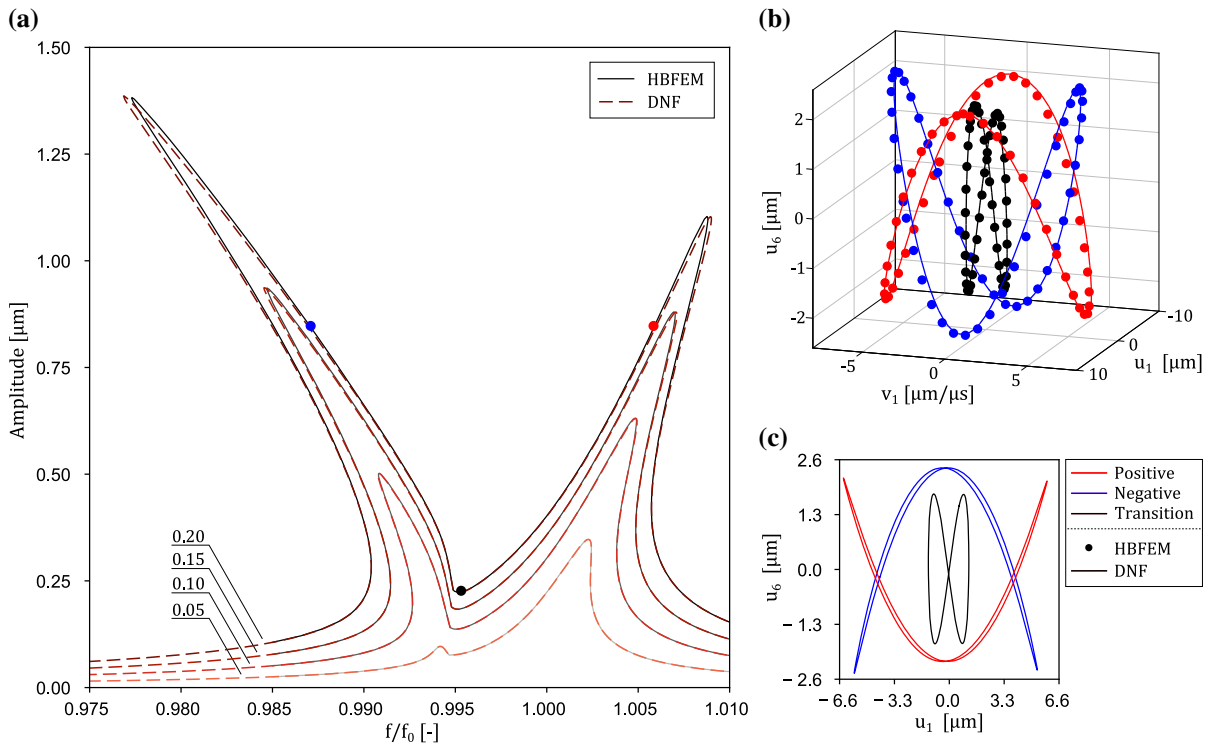 (a)
1.50
1.25
1.00
0.75
0.50
0.25
0.00
Amplitude [μm]
HBFEM
DNF
0.20
0.15
0.10
0.05
0.975
0.980
0.985
0.990
0.995
1.000
1.005
1.010
f/f₀ [-]
(b)
2
1
0
-1
-2
u₆ [μm]
-5
0
5
v₁ [μm/μs]
10
0
-10
u₁ [μm]
(c)
2.6
1.3
0.0
−1.3
−2.6
u₆ [μm]
−6.6
−3.3
0.0
3.3
6.6
u₁ [μm]
Positive
Negative
Transition
HBFEM
DNF